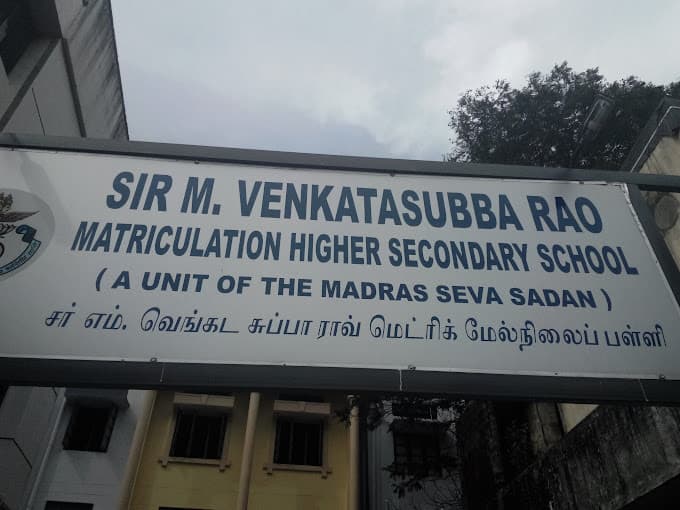 SIR M. VENKATASUBBA RAO
MATRICULATION HIGHER SECONDARY SCHOOL
( A UNIT OF THE MADRAS SEVA SADAN )
சர் எம். வெங்கட சுப்பா ராவ் மெட்ரிக் மேல்நிலைப் பள்ளி